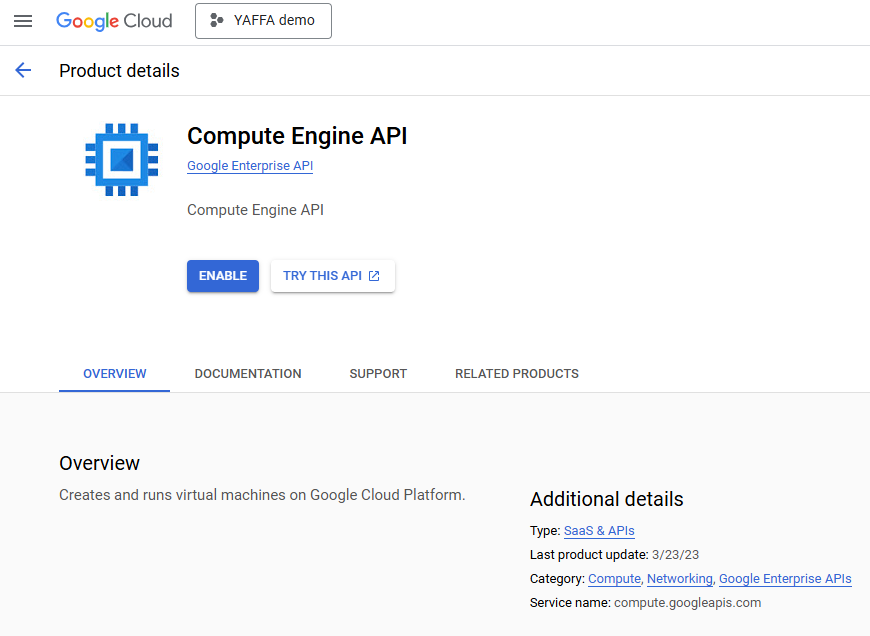 Google Cloud YAFFA demo
Product details
Compute Engine API
Google Enterprise API
Compute Engine API
ENABLE TRY THIS API
OVERVIEW DOCUMENTATION SUPPORT RELATED PRODUCTS
Overview
Creates and runs virtual machines on Google Cloud Platform.
Additional details
Type: SaaS & APIs
Last product update: 3/23/23
Category: Compute, Networking, Google Enterprise APIs
Service name: compute.googleapis.com